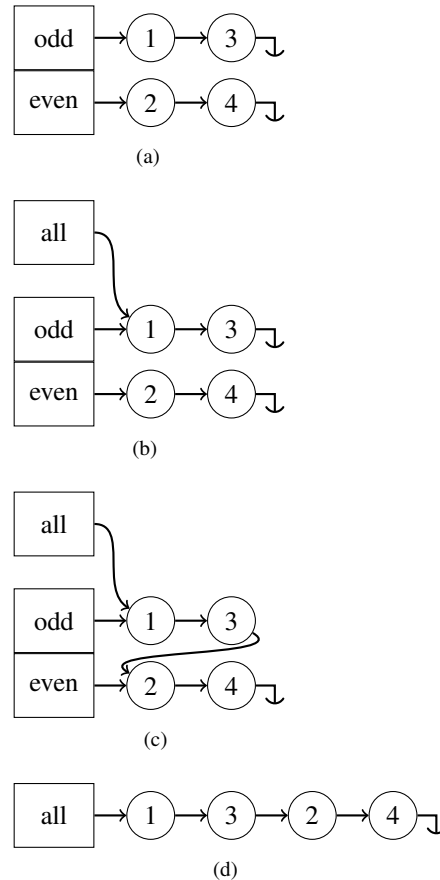 odd 1 3
even 2 4
(a)
all
odd 1 3
even 2 4
(b)
all
odd 1 3
even 2 4
(c)
all 1 3 2 4
(d)